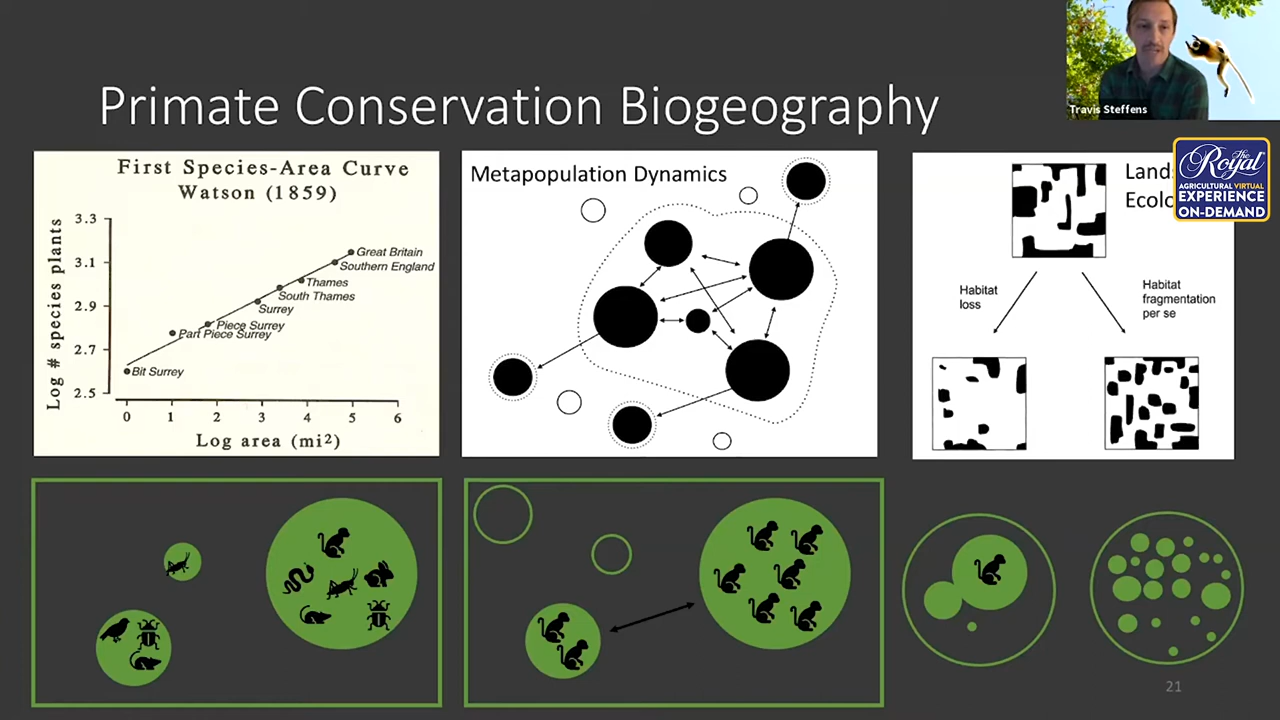 Primate Conservation Biogeography
Travis Steffens
The
Royal
AGRICULTURAL VIRTUAL
EXPERIENCE
ON-DEMAND
First Species-Area Curve
Watson (1859)
Log # species plants
3.3
3.1
2.9
2.7
2.5
Great Britain
Southern England
Thames
South Thames
Surrey
Piece Surrey
Part Piece Surrey
Bit Surrey
0 1 2 3 4 5 6
Log area (mi²)
Metapopulation Dynamics
Habitat
loss
Habitat
fragmentation
per se
21